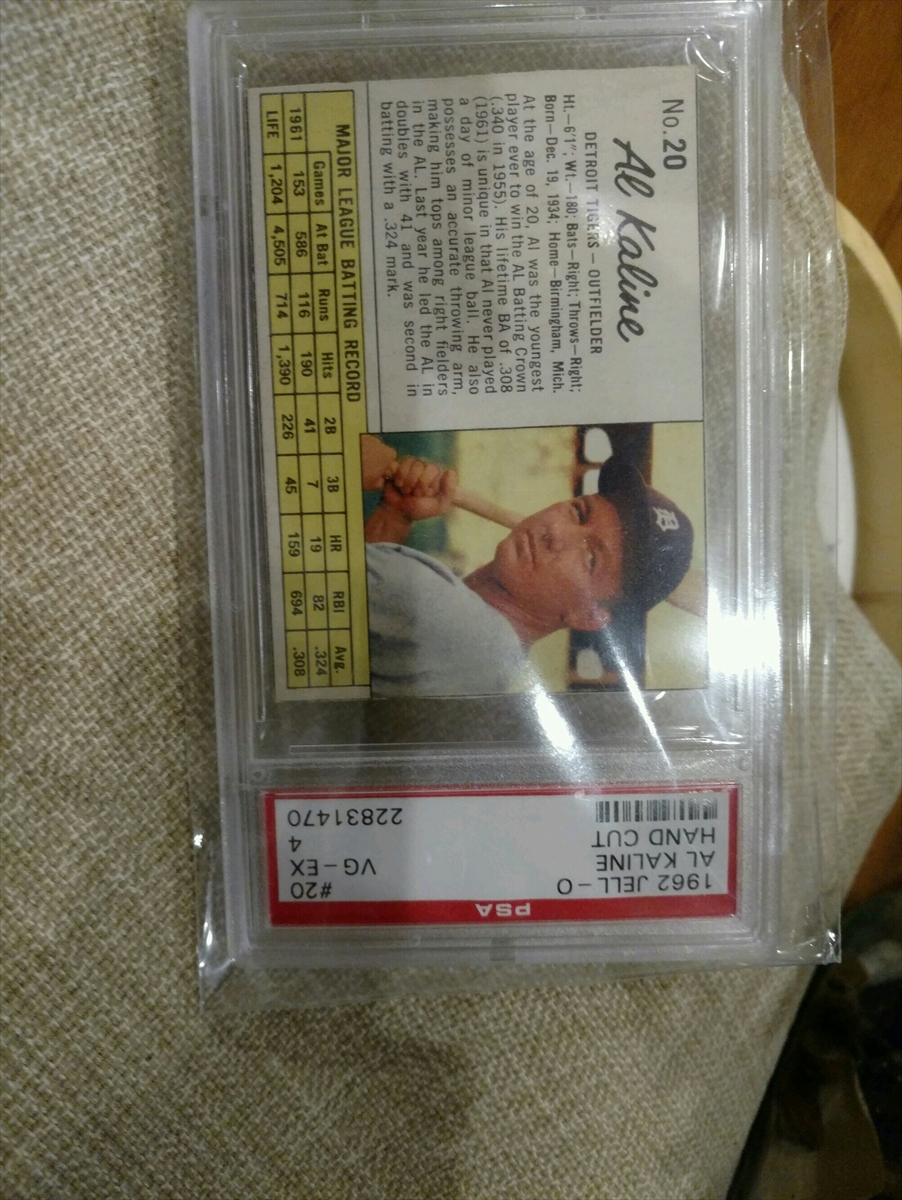 No. 20
Al Kaline
DETROIT TIGERS — OUTFIELDER
Ht.—6'1"; Wt.—180; Bats—Right; Throws—Right;
Born—Dec. 19, 1934; Home—Birmingham, Mich.
At the age of 20, Al was the youngest
player ever to win the AL Batting Crown
(.340 in 1955). His lifetime BA of .308
(1961) is unique in that Al never played
a day of minor league ball. He also
possesses an accurate throwing arm,
making him tops among right fielders
in the AL. Last year he led the AL in
doubles with 41 and was second in
batting with a .324 mark.
MAJOR LEAGUE BATTING RECORD
Games At Bat Runs Hits 2B 3B HR RBI Avg.
1961 153 586 116 190 41 7 19 82 .324
LIFE 1,204 4,505 714 1,390 226 45 159 694 .308
PSA
1962 JELL-O #20
AL KALINE VG-EX
HAND CUT 4
22831470